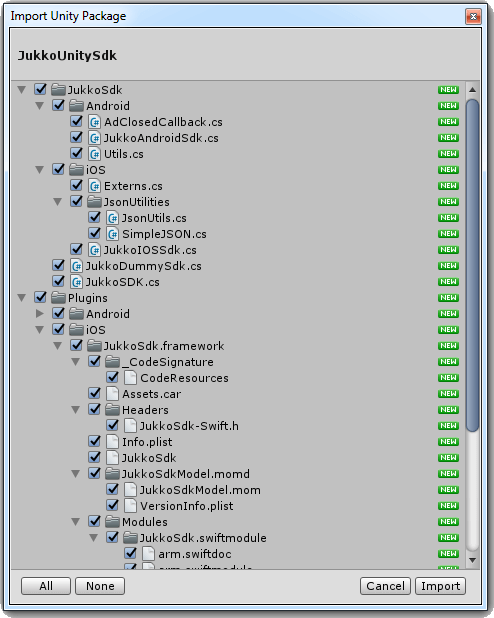 Import Unity Package
JukkoUnitySdk
JukkoSdk NEW
Android NEW
AdClosedCallback.cs NEW
JukkoAndroidSdk.cs NEW
Utils.cs NEW
iOS NEW
Externs.cs NEW
JsonUtilities NEW
JsonUtils.cs NEW
SimpleJSON.cs NEW
JukkoIOSSdk.cs NEW
JukkoDummySdk.cs NEW
JukkoSDK.cs NEW
Plugins NEW
Android NEW
iOS NEW
JukkoSdk.framework NEW
_CodeSignature NEW
CodeResources NEW
Assets.car NEW
Headers NEW
JukkoSdk-Swift.h NEW
Info.plist NEW
JukkoSdk NEW
JukkoSdkModel.momd NEW
JukkoSdkModel.mom NEW
VersionInfo.plist NEW
Modules NEW
JukkoSdk.swiftmodule NEW
arm.swiftdoc NEW
arm.swiftmodule NEW
All None Cancel Import